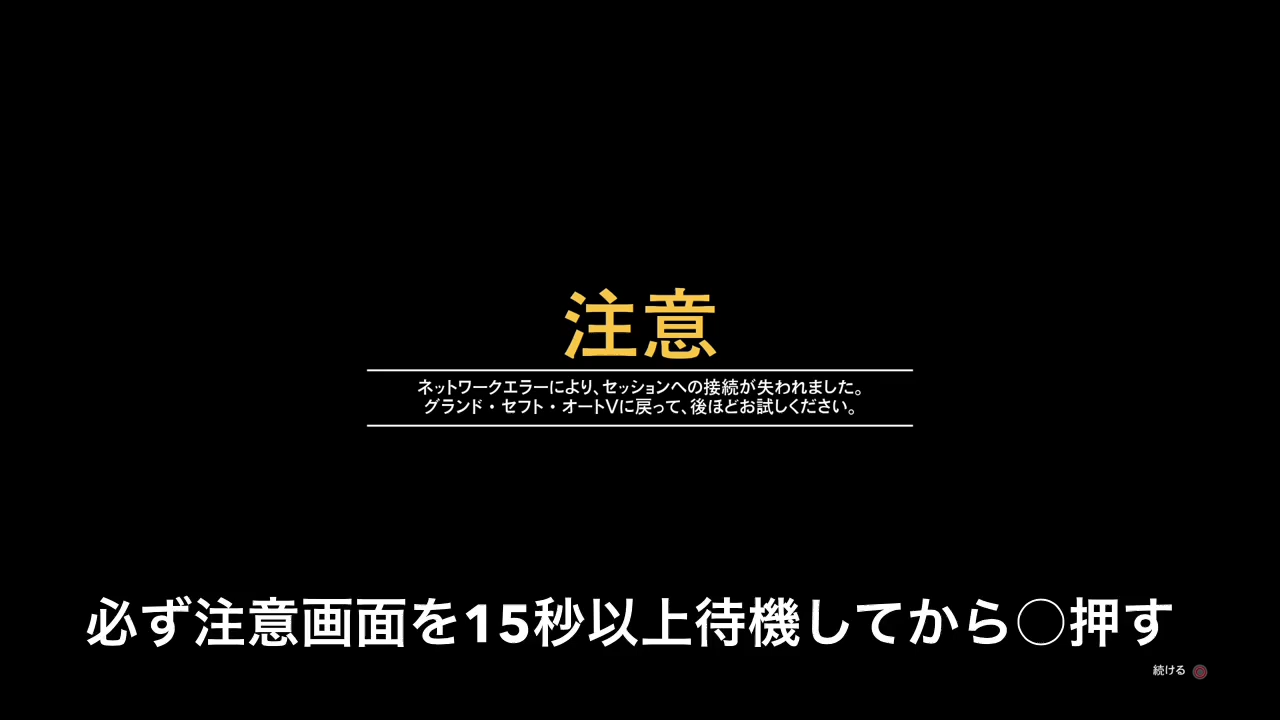 注意
ネットワークエラーにより、セッションへの接続が失われました。
グランド・セフト・オートVに戻って、後ほどお試しください。
必ず注意画面を15秒以上待機してから○押す
続ける